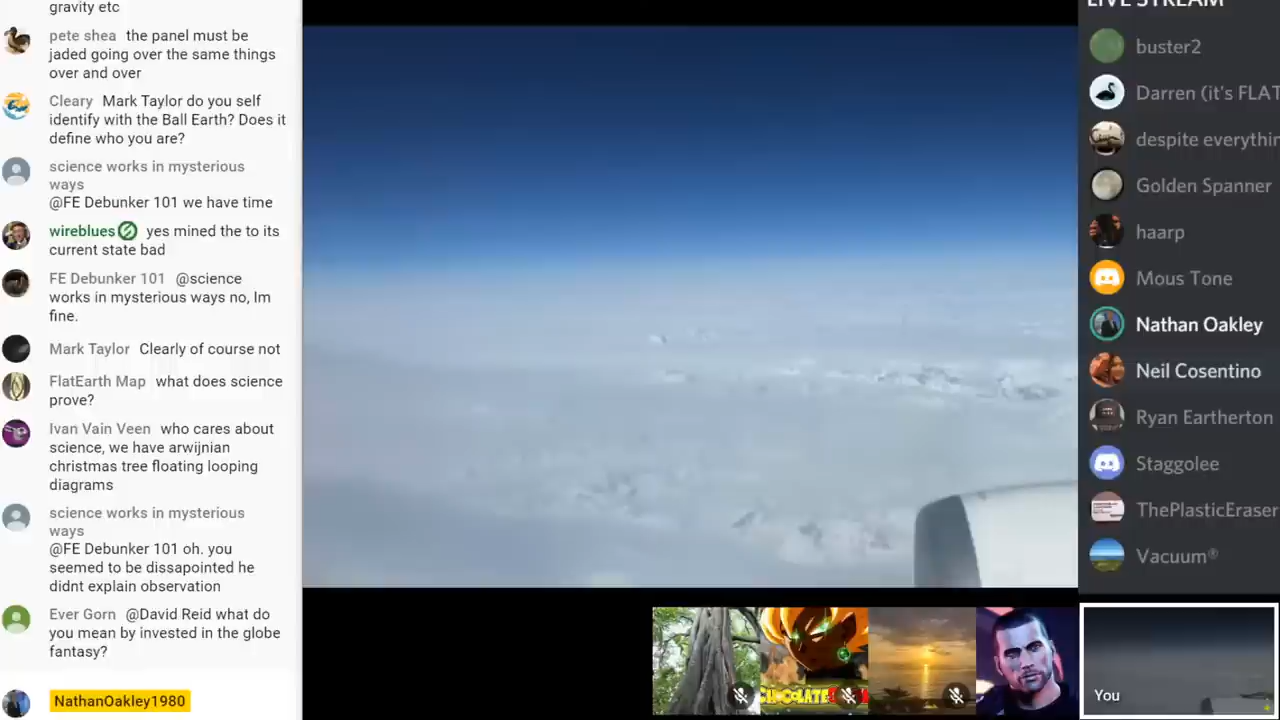 gravity etc
pete shea the panel must be
jaded going over the same things
over and over
Cleary Mark Taylor do you self
identify with the Ball Earth? Does it
define who you are?
science works in mysterious
ways
@FE Debunker 101 we have time
wireblues yes mined the to its
current state bad
FE Debunker 101 @science
works in mysterious ways no, Im
fine.
Mark Taylor Clearly of course not
FlatEarth Map what does science
prove?
Ivan Vain Veen who cares about
science, we have arwijnian
christmas tree floating looping
diagrams
science works in mysterious
ways
@FE Debunker 101 oh. you
seemed to be dissapointed he
didnt explain observation
Ever Gorn @David Reid what do
you mean by invested in the globe
fantasy?
NathanOakley1980
LIVE STREAM
buster2
Darren (it's FLAT
despite everythin
Golden Spanner
haarp
Mous Tone
Nathan Oakley
Neil Cosentino
Ryan Eartherton
Staggolee
ThePlasticEraser
Vacuum®
You